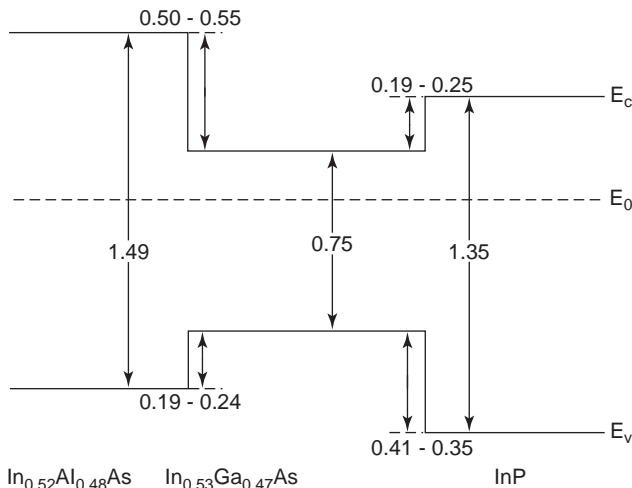 0.50 - 0.55
0.19 - 0.25
E_c
E_0
1.49
0.75
1.35
0.19 - 0.24
0.41 - 0.35
E_v
In_0.52Al_0.48As
In_0.53Ga_0.47As
InP